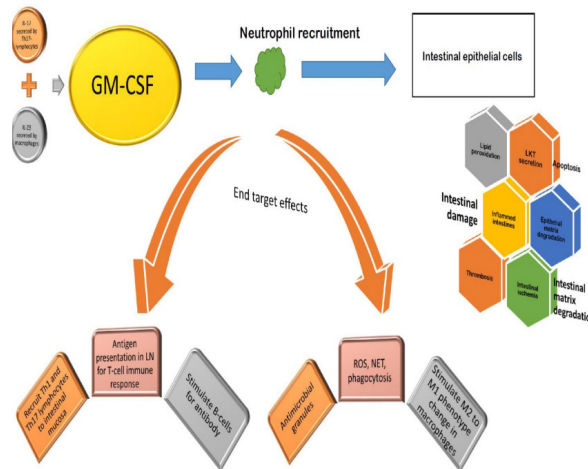 IL-17
secreted by
Th17-
lymphocytes
IL-23
secreted by
macrophages
GM-CSF
Neutrophil recruitment
Intestinal epithelial cells
End target effects
Lipid
peroxidation
LKT
secretion
Apoptosis
Intestinal
damage
Inflammed
intestines
Epithelial
matrix
degradation
Thrombosis
Intestinal
ischemia
Intestinal
matrix
degradation
Recruit Th1 and
Th17 lymphocytes
to intestinal
mucosa
Antigen
presentation in LN
for T-cell immune
response
Stimulate B-cells
for antibody
Antimicrobial
granules
ROS, NET,
phagocytosis
Stimulate M2 to
M1 phenotype
change in
macrophages